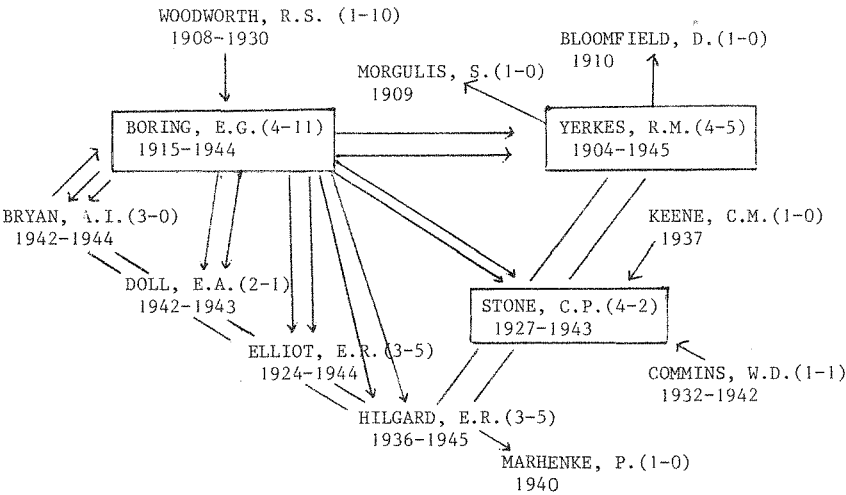 WOODWORTH, R.S. (1-10)
1908-1930
BLOOMFIELD, D.(1-0)
1910
MORGULIS, S.(1-0)
1909
BORING, E.G.(4-11)
1915-1944
YERKES, R.M.(4-5)
1904-1945
BRYAN, A.I.(3-0)
1942-1944
KEENE, C.M.(1-0)
1937
DOLL, E.A.(2-1)
1942-1943
STONE, C.P.(4-2)
1927-1943
ELLIOT, E.R.(3-5)
1924-1944
COMMINS, W.D.(1-1)
1932-1942
HILGARD, E.R.(3-5)
1936-1945
MARHENKE, P.(1-0)
1940